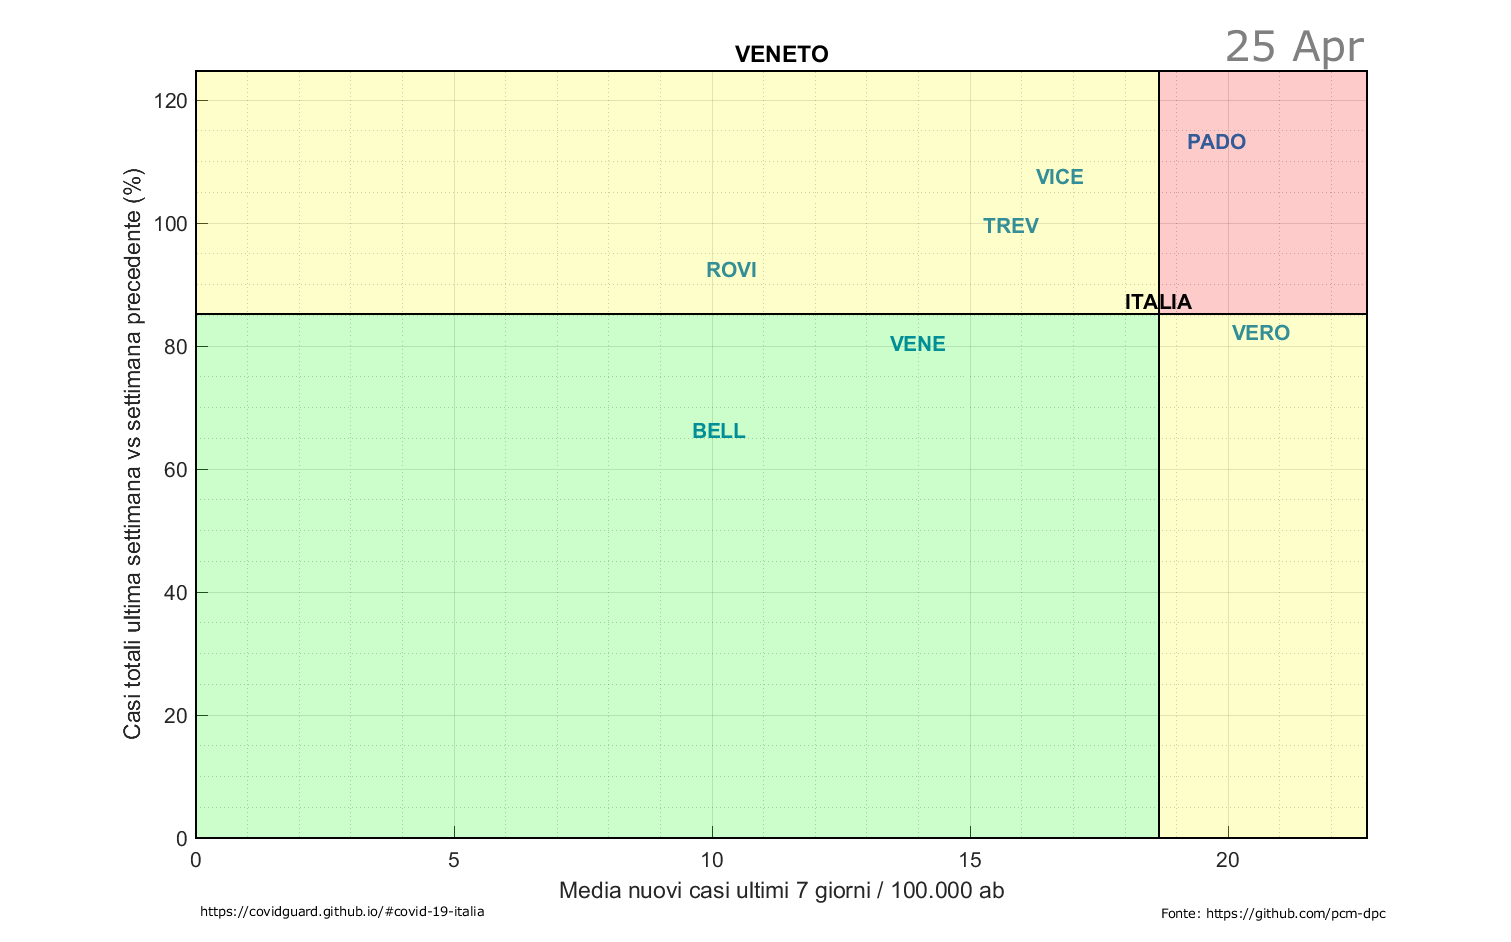 VENETO
25 Apr
Casi totali ultima settimana vs settimana precedente (%)
120
100
80
60
40
20
0
PADO
VICE
TREV
ROVI
ITALIA
VERO
VENE
BELL
0 5 10 15 20
Media nuovi casi ultimi 7 giorni / 100.000 ab
https://covidguard.github.io/#covid-19-italia
Fonte: https://github.com/pcm-dpc